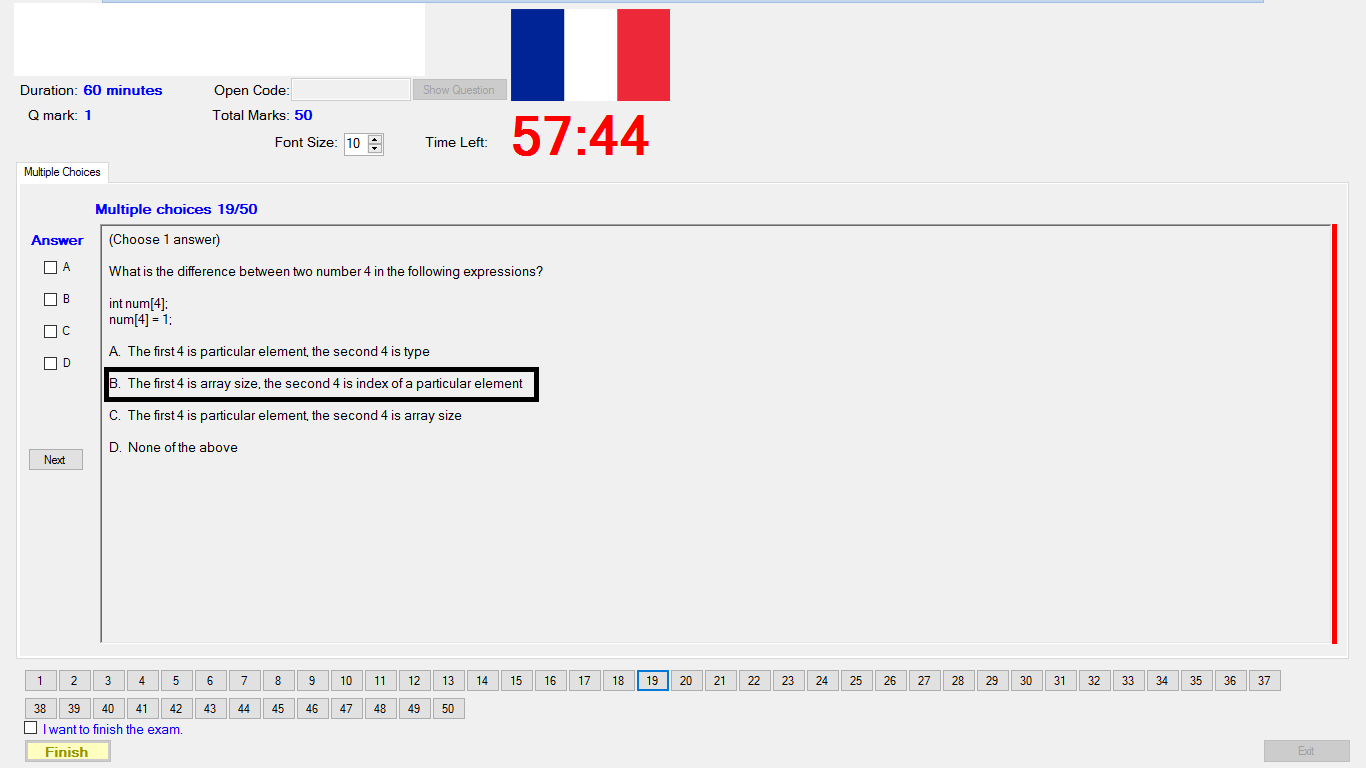 Duration: 60 minutes
Open Code:
Show Question
Q mark: 1
Total Marks: 50
Font Size: 10
Time Left:
57:44
Multiple Choices
Multiple choices 19/50
Answer
A
B
C
D
Next
(Choose 1 answer)
What is the difference between two number 4 in the following expressions?
int num[4];
num[4] = 1;
A. The first 4 is particular element, the second 4 is type
B. The first 4 is array size, the second 4 is index of a particular element
C. The first 4 is particular element, the second 4 is array size
D. None of the above
1 2 3 4 5 6 7 8 9 10 11 12 13 14 15 16 17 18 19 20 21 22 23 24 25 26 27 28 29 30 31 32 33 34 35 36 37
38 39 40 41 42 43 44 45 46 47 48 49 50
I want to finish the exam.
Finish
Exit